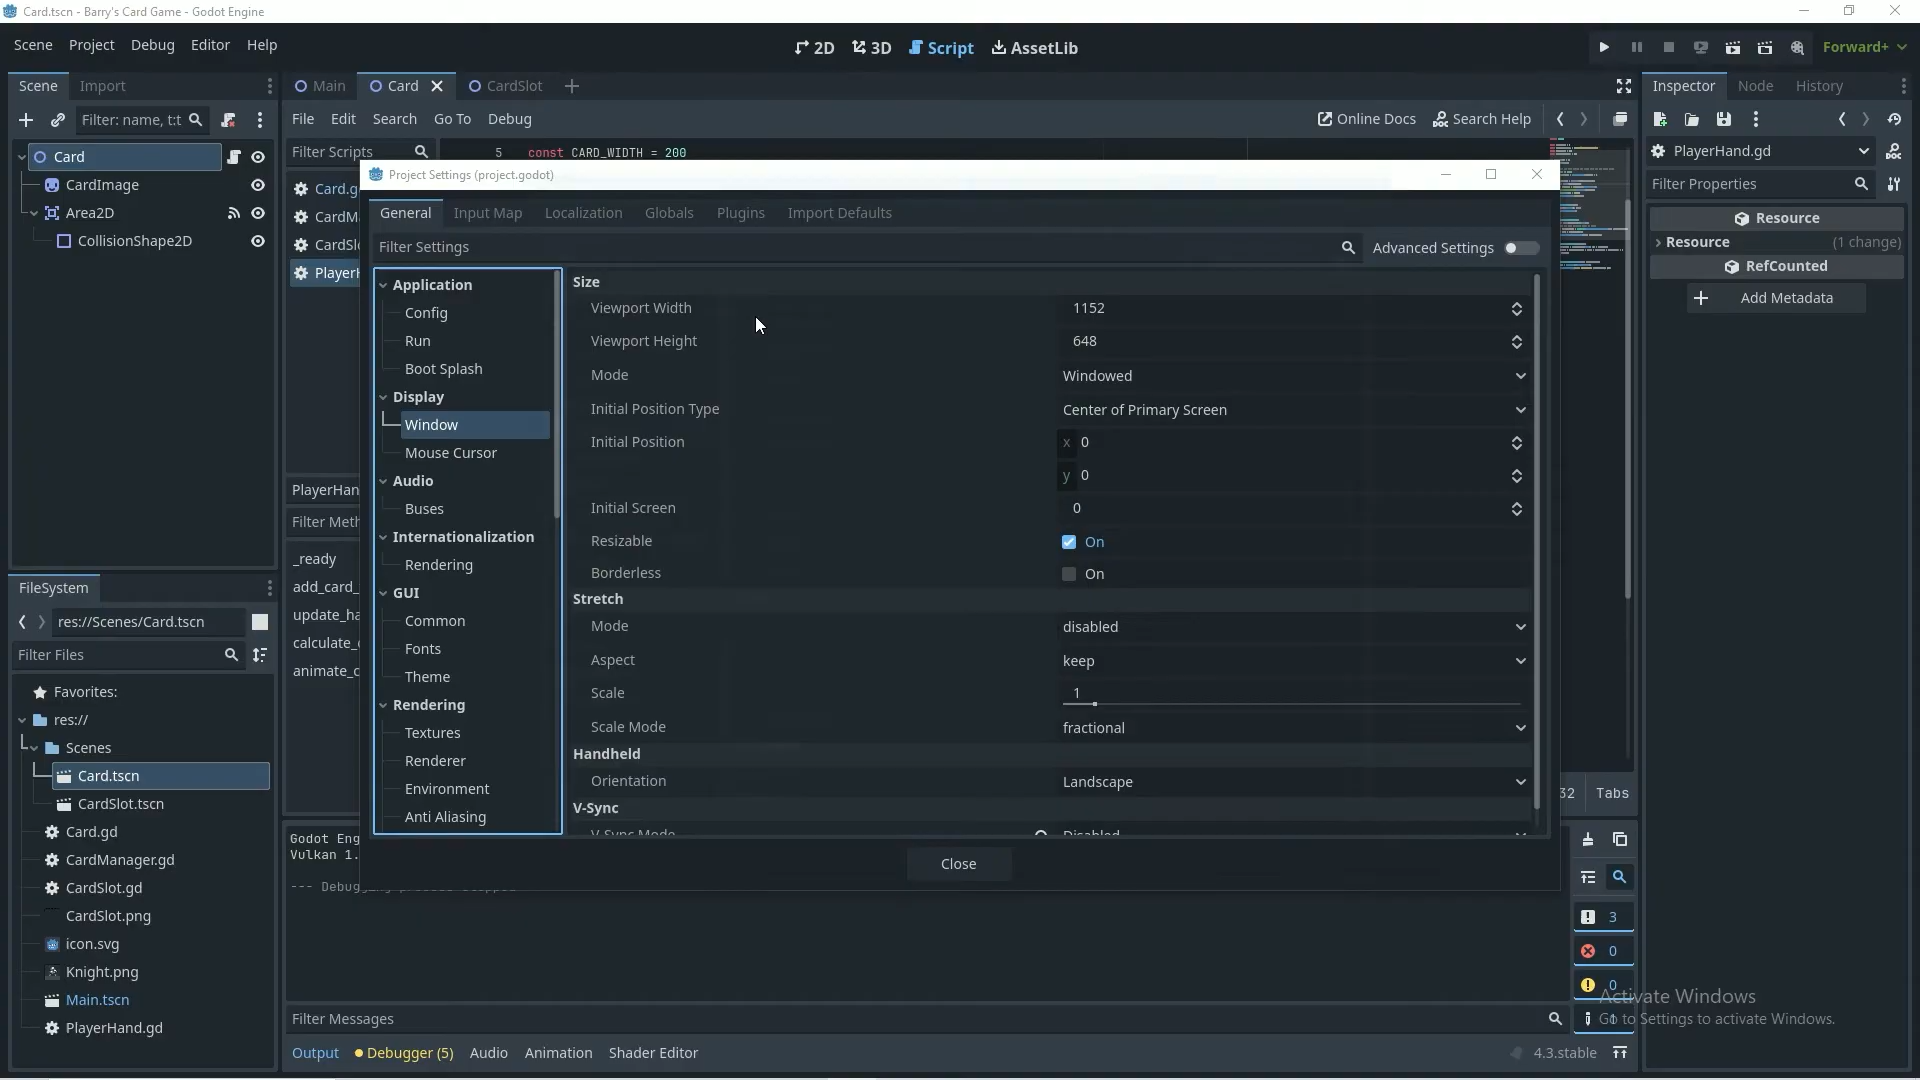 Card.tscn - Barry's Card Game - Godot Engine
Scene Project Debug Editor Help
2D 3D Script AssetLib
Forward+
Scene Import
Main Card CardSlot
Inspector Node History
Filter: name, t:t
File Edit Search Go To Debug
Online Docs Search Help
Filter Scripts
5 const CARD_WIDTH = 200
PlayerHand.gd
Filter Properties
Resource
Resource (1 change)
RefCounted
Add Metadata
Card
CardImage
Area2D
CollisionShape2D
Card.g
CardM
CardSl
PlayerH
PlayerHan
Filter Meth
_ready
add_card_
update_ha
calculate_
animate_c
Project Settings (project.godot)
General Input Map Localization Globals Plugins Import Defaults
Filter Settings
Advanced Settings
Application
Config
Run
Boot Splash
Display
Window
Mouse Cursor
Audio
Buses
Internationalization
Rendering
GUI
Common
Fonts
Theme
Rendering
Textures
Renderer
Environment
Anti Aliasing
Size
Viewport Width 1152
Viewport Height 648
Mode Windowed
Initial Position Type Center of Primary Screen
Initial Position x 0
y 0
Initial Screen 0
Resizable On
Borderless On
Stretch
Mode disabled
Aspect keep
Scale 1
Scale Mode fractional
Handheld
Orientation Landscape
V-Sync
V-Sync Mode Disabled
Close
32 Tabs
FileSystem
res://Scenes/Card.tscn
Filter Files
Favorites:
res://
Scenes
Card.tscn
CardSlot.tscn
Card.gd
CardManager.gd
CardSlot.gd
CardSlot.png
icon.svg
Knight.png
Main.tscn
PlayerHand.gd
Godot Eng
Vulkan 1.
--- Debugging process stopped
3
0
0
1
Filter Messages
Output Debugger (5) Audio Animation Shader Editor
4.3.stable
Activate Windows
Go to Settings to activate Windows.